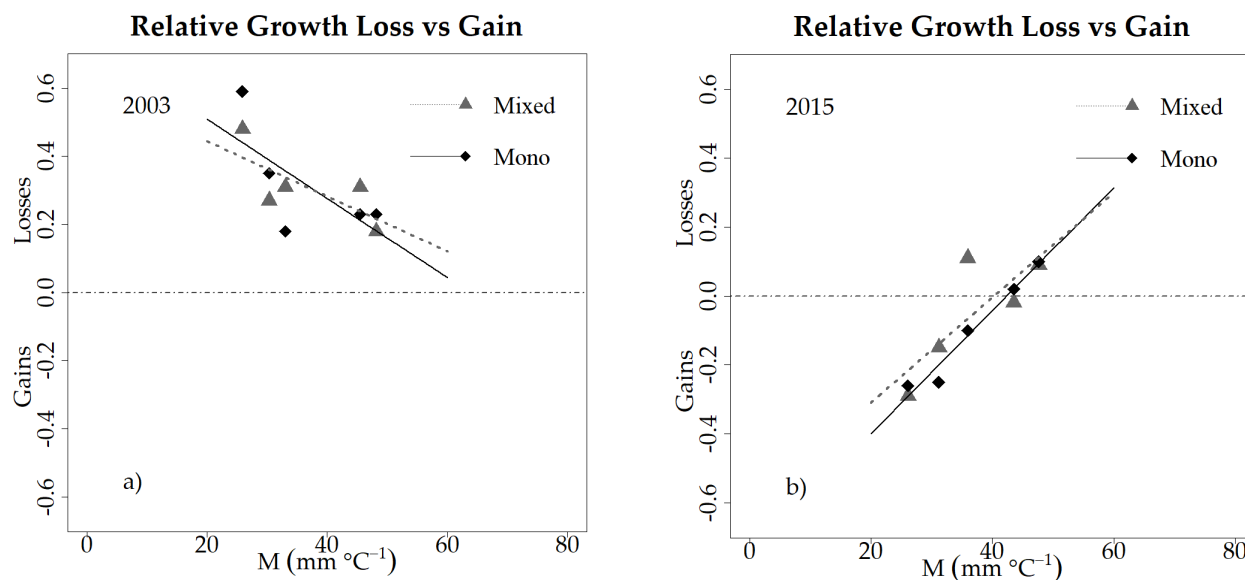 Relative Growth Loss vs Gain
2003
Mixed
Mono
Losses
Gains
0.6
0.4
0.2
0.0
-0.2
-0.4
-0.6
a)
0 20 40 60 80
M (mm °C⁻¹)
Relative Growth Loss vs Gain
2015
Mixed
Mono
Losses
Gains
0.6
0.4
0.2
0.0
-0.2
-0.4
-0.6
b)
0 20 40 60 80
M (mm °C⁻¹)